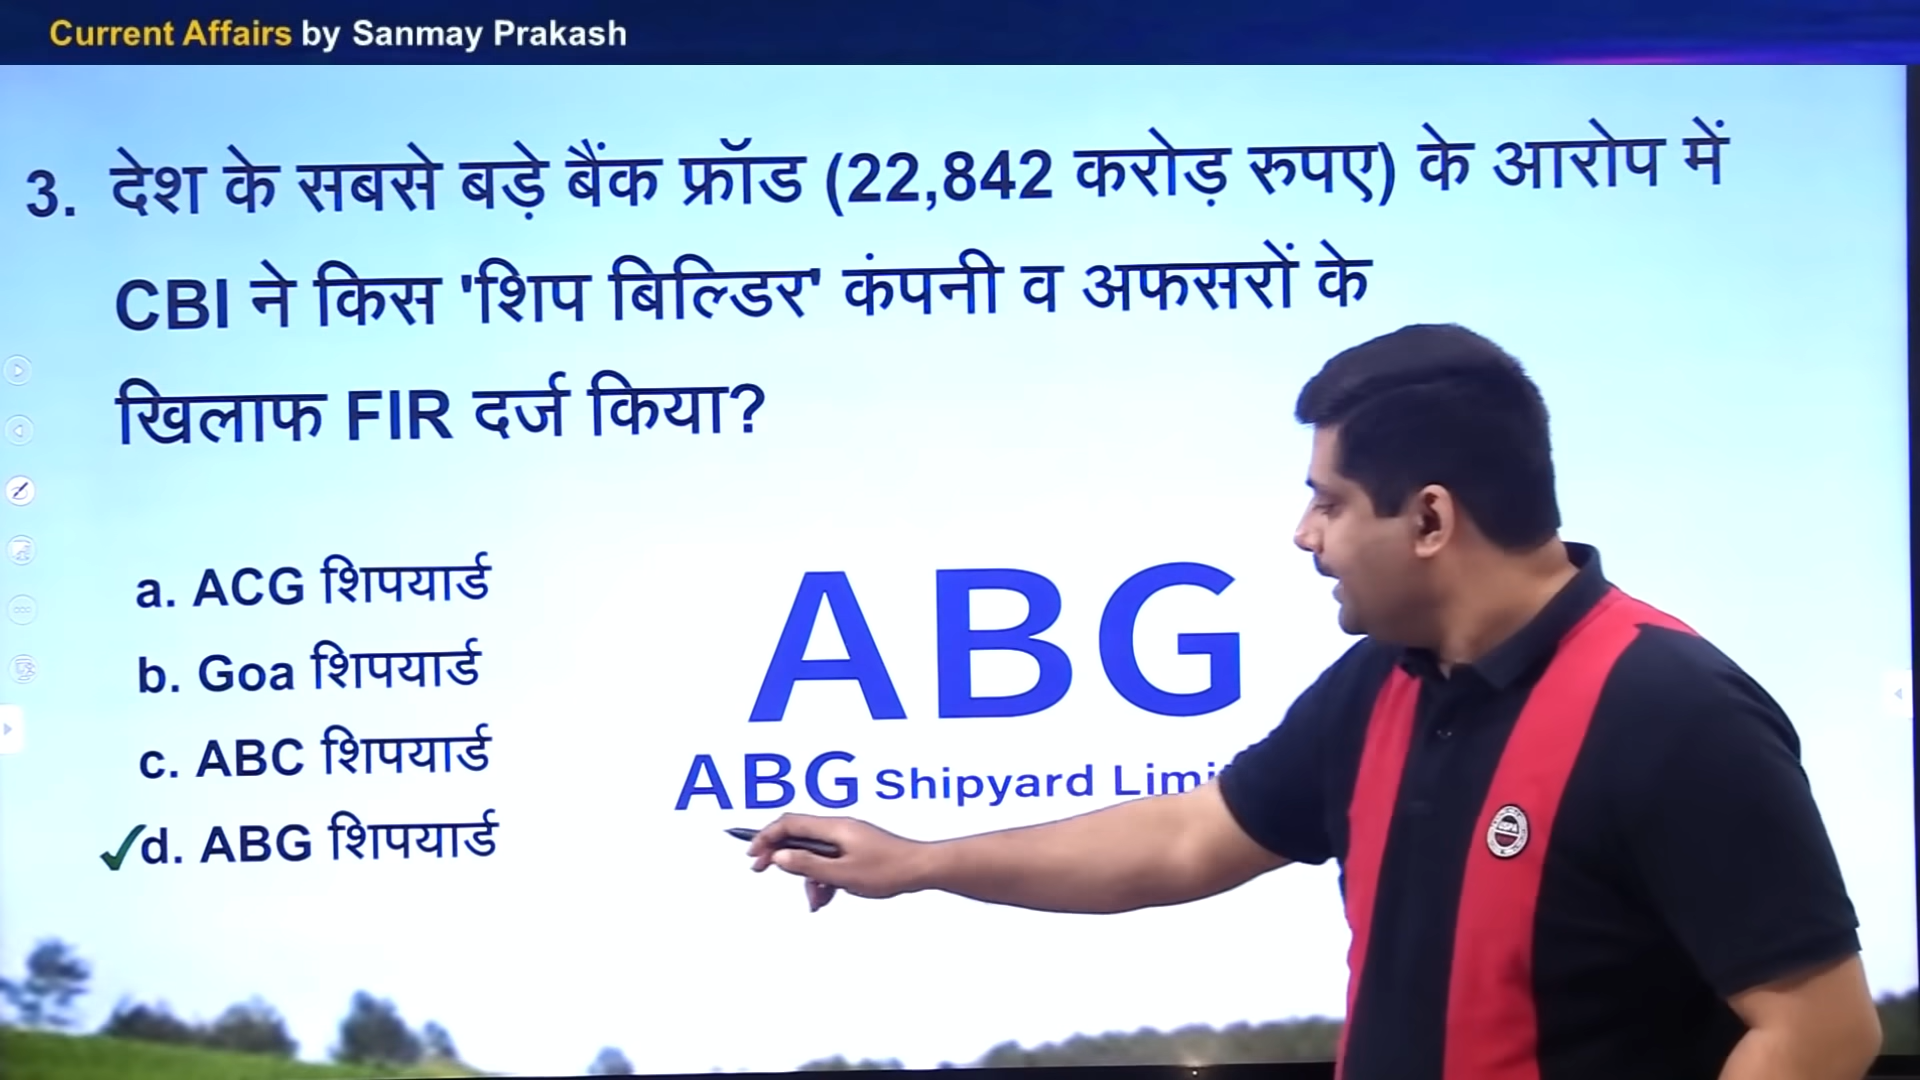 Current Affairs by Sanmay Prakash
3. देश के सबसे बड़े बैंक फ्रॉड (22,842 करोड़ रुपए) के आरोप में
CBI ने किस 'शिप बिल्डिर' कंपनी व अफसरों के
खिलाफ FIR दर्ज किया?
a. ACG शिपयार्ड
b. Goa शिपयार्ड
c. ABC शिपयार्ड
d. ABG शिपयार्ड
ABG
ABG Shipyard